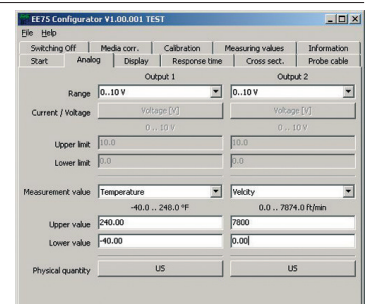 EE75 Configurator V1.00.001 TEST
File Help
Switching Off Media corr. Calibration Measuring values Information
Start Analog Display Response time Cross sect. Probe cable
Output 1 Output 2
Range 0..10 V 0..10 V
Current / Voltage Voltage [V] Voltage [V]
0 .. 10 V 0 .. 10 V
Upper limit 10.0 10.0
Lower limit 0.0 0.0
Measurement value Temperature Velcity
-40.0 .. 248.0 °F 0.0 .. 7874.0 ft/min
Upper value 240.00 7800
Lower value -40.00 0.00
Physical quantity US US